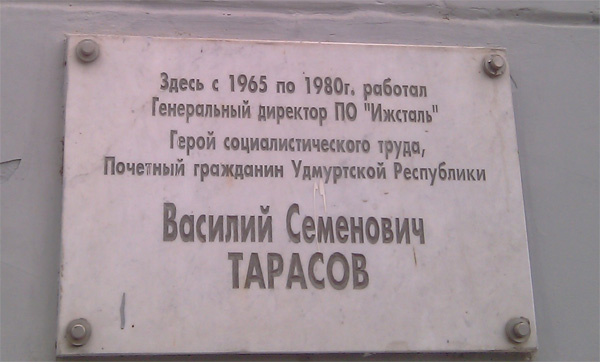 Здесь с 1965 по 1980г. работал
Генеральный директор ПО "Ижсталь"
Герой социалистического труда,
Почетный гражданин Удмуртской Республики
Василий Семенович
ТАРАСОВ